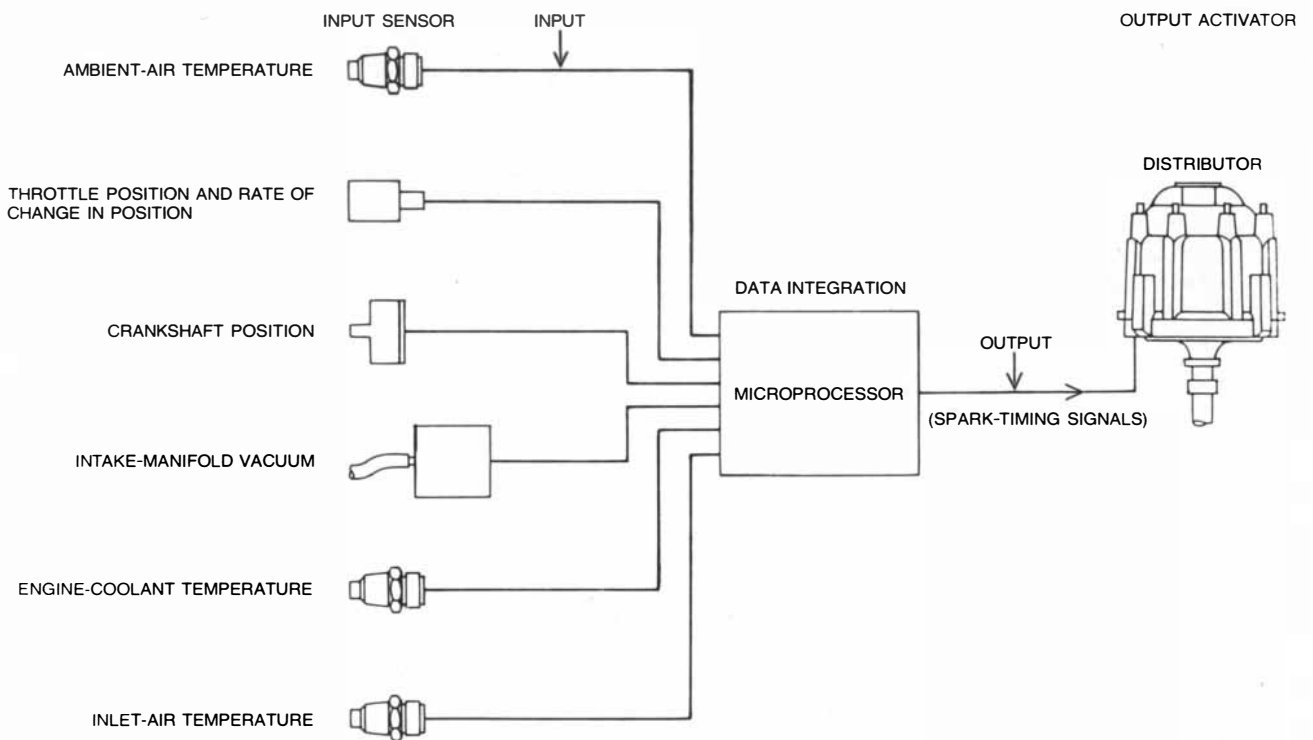 INPUT SENSOR
INPUT
OUTPUT ACTIVATOR
AMBIENT-AIR TEMPERATURE
THROTTLE POSITION AND RATE OF
CHANGE IN POSITION
DISTRIBUTOR
CRANKSHAFT POSITION
DATA INTEGRATION
MICROPROCESSOR
OUTPUT
(SPARK-TIMING SIGNALS)
INTAKE-MANIFOLD VACUUM
ENGINE-COOLANT TEMPERATURE
INLET-AIR TEMPERATURE